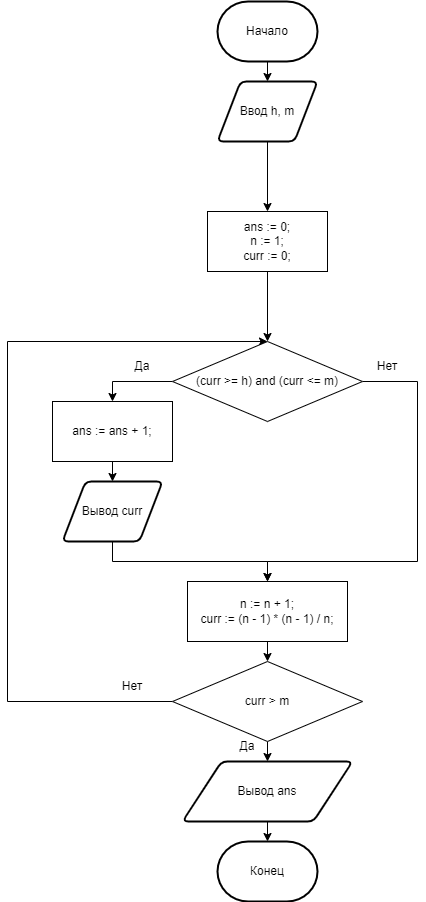 Начало
Ввод h, m
ans := 0;
n := 1;
curr := 0;
Да
Нет
(curr >= h) and (curr <= m)
ans := ans + 1;
Вывод curr
n := n + 1;
curr := (n - 1) * (n - 1) / n;
Нет
curr > m
Да
Вывод ans
Конец